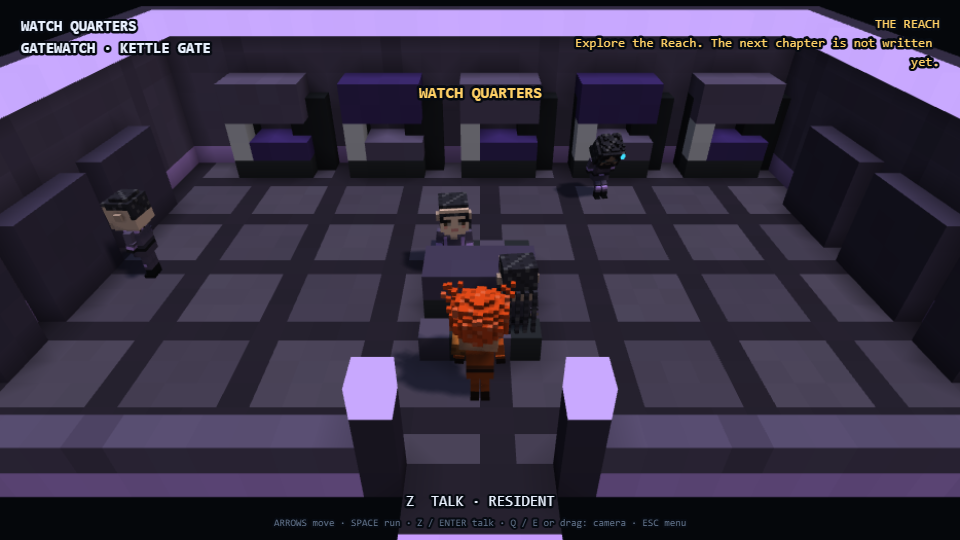 WATCH QUARTERS
GATEWATCH · KETTLE GATE
THE REACH
Explore the Reach. The next chapter is not written
yet.
WATCH QUARTERS
Z TALK · RESIDENT
ARROWS move · SPACE run · Z / ENTER talk · Q / E or drag: camera · ESC menu